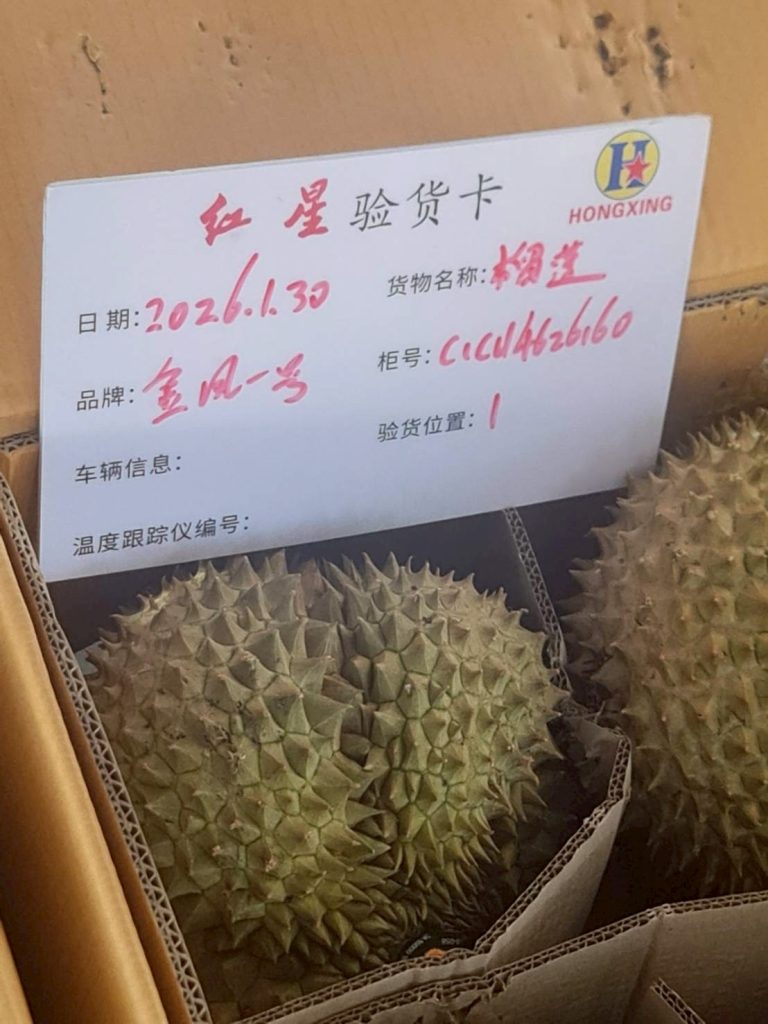 红星验货卡
HONGXING
日期：2026.1.30
货物名称：榴莲
品牌：金凤一号
柜号：CICU4626160
车辆信息：
验货位置：1
温度跟踪仪编号：